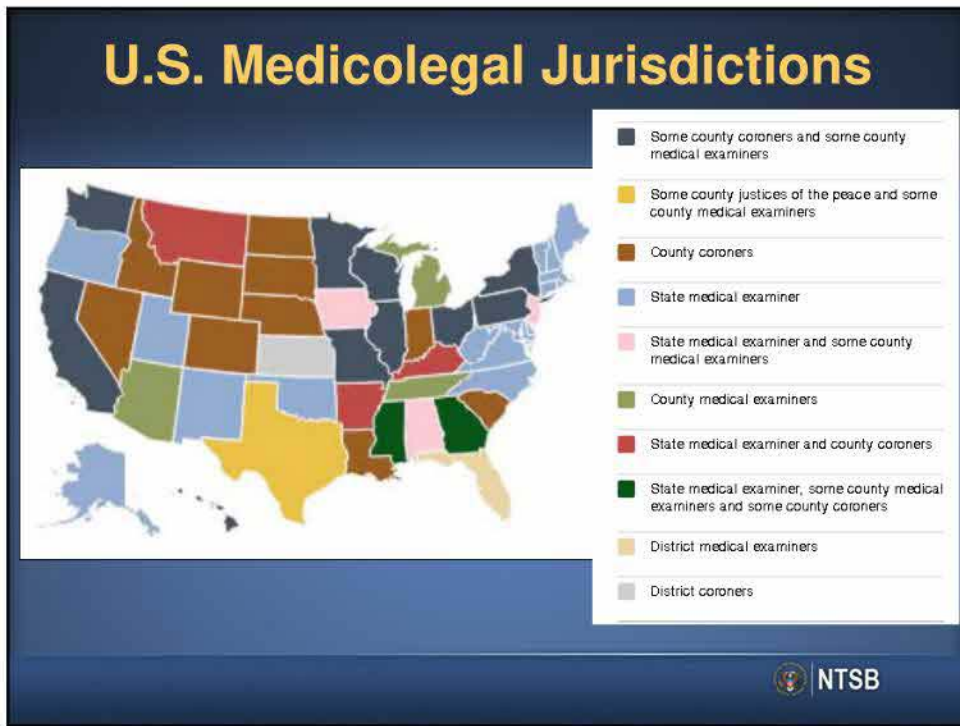 U.S. Medicolegal Jurisdictions
Some county coroners and some county
medical examiners
Some county justices of the peace and some
county medical examiners
County coroners
State medical examiner
State medical examiner and some county
medical examiners
County medical examiners
State medical examiner and county coroners
State medical examiner, some county medical
examiners and some county coroners
District medical examiners
District coroners
NTSB